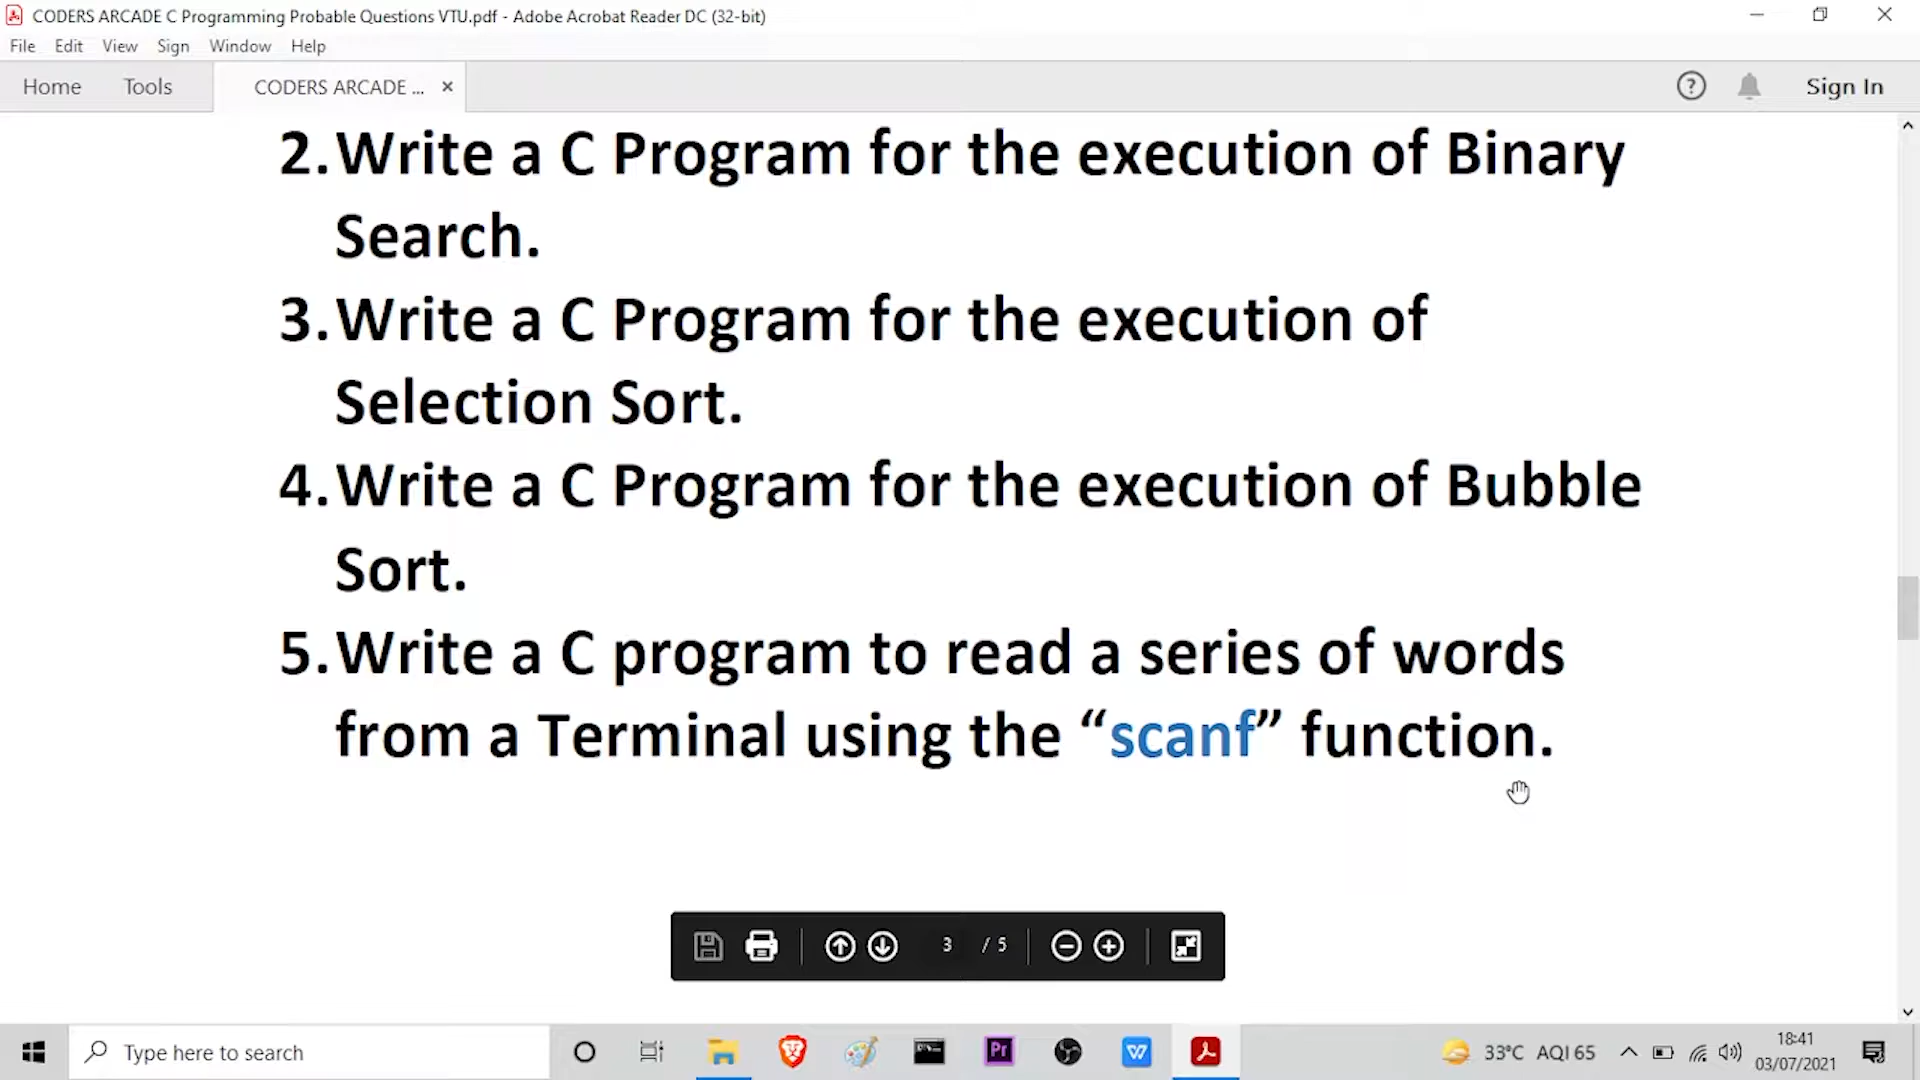 CODERS ARCADE C Programming Probable Questions VTU.pdf - Adobe Acrobat Reader DC (32-bit)
File Edit View Sign Window Help
Home Tools CODERS ARCADE ... × ? Sign In
2. Write a C Program for the execution of Binary
Search.
3. Write a C Program for the execution of
Selection Sort.
4. Write a C Program for the execution of Bubble
Sort.
5. Write a C program to read a series of words
from a Terminal using the “scanf” function.
3 / 5
Type here to search Pr W 33°C AQI 65 18:41
03/07/2021